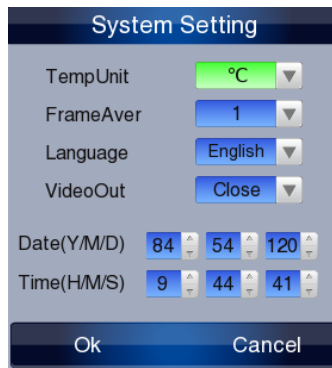 System Setting
TempUnit ℃
FrameAver 1
Language English
VideoOut Close
Date(Y/M/D) 84 54 120
Time(H/M/S) 9 44 41
Ok Cancel